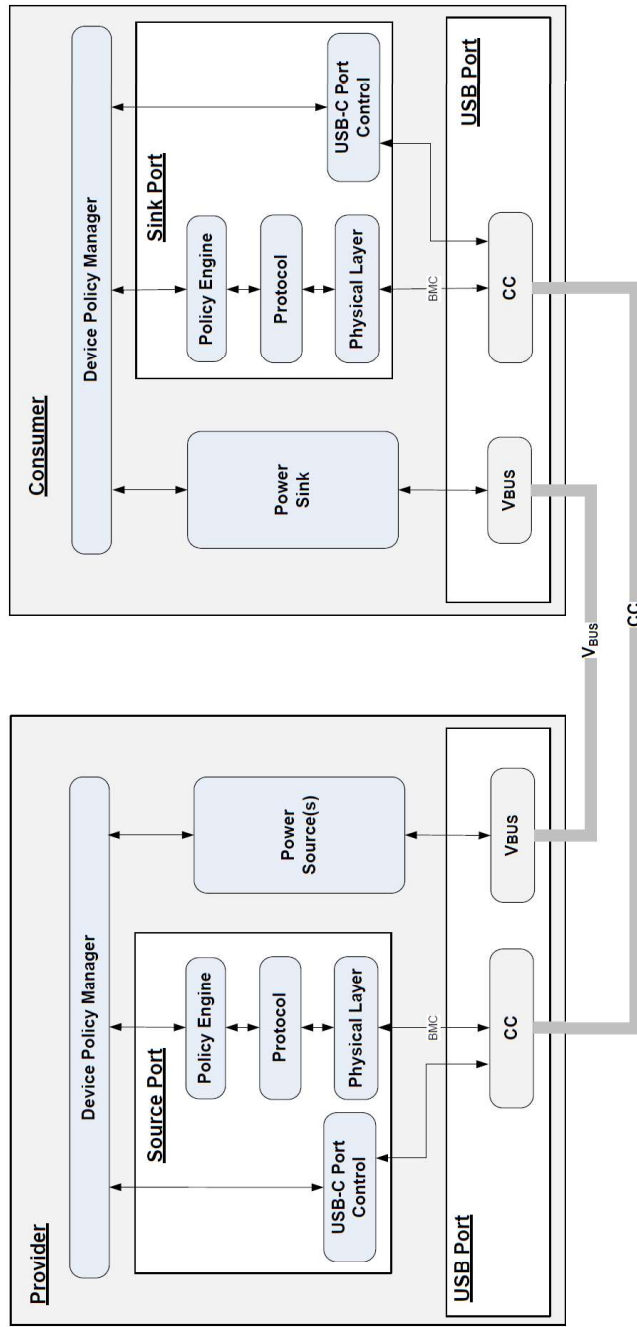 Provider
Device Policy Manager
Source Port
Policy Engine
Protocol
Physical Layer
USB-C Port
Control
Power
Source(s)
BMC
USB Port
CC
VBUS
Consumer
Device Policy Manager
Sink Port
Power
Sink
Policy Engine
Protocol
Physical Layer
USB-C Port
Control
BMC
USB Port
VBUS
CC
VBUS
CC